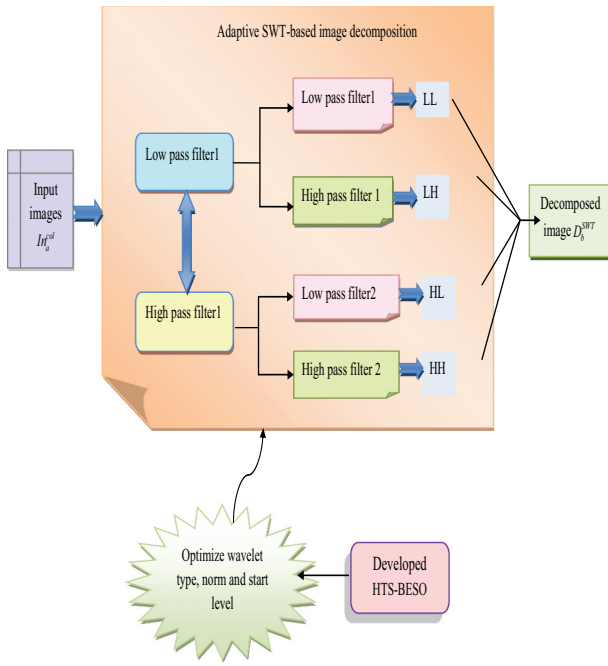 Adaptive SWT-based image decomposition
Low pass filter1
LL
Low pass filter1
High pass filter 1
LH
Input
images
In_a^{col}
Decomposed
image D_b^{SWT}
High pass filter1
Low pass filter2
HL
High pass filter 2
HH
Optimize wavelet
type, norm and start
level
Developed
HTS-BESO